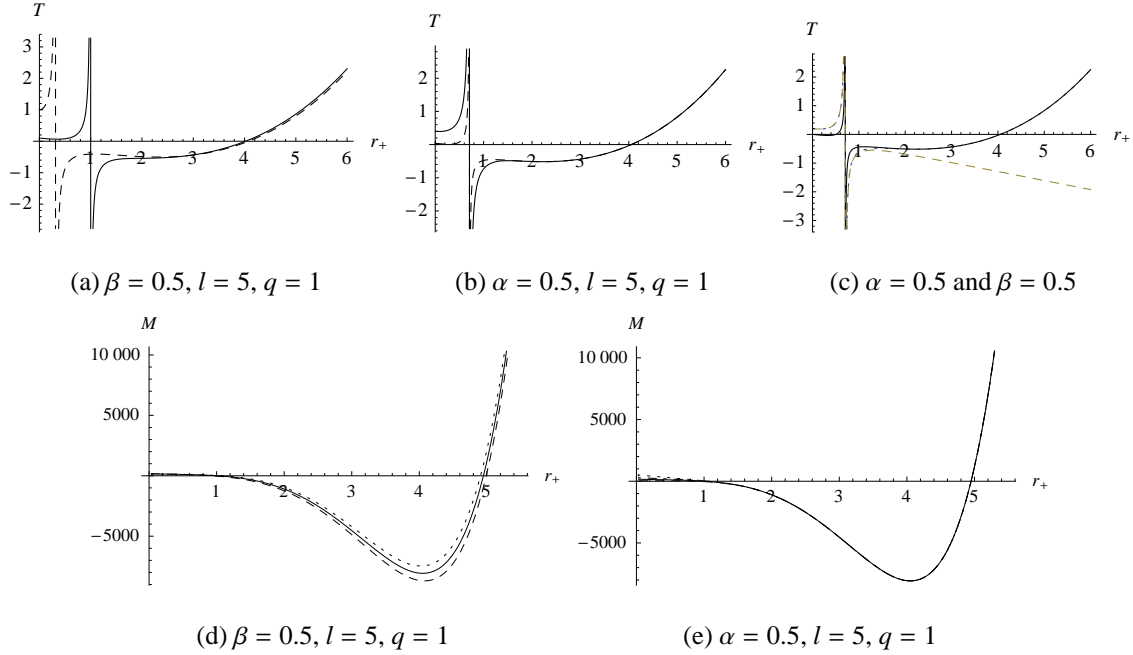 T
3
2
1
−1
−2
1 2 3 4 5 6
r+
(a) β = 0.5, l = 5, q = 1
T
2
1
−1
−2
1 2 3 4 5 6
r+
(b) α = 0.5, l = 5, q = 1
T
2
1
−1
−2
−3
1 2 3 4 5 6
r+
(c) α = 0.5 and β = 0.5
M
10 000
5000
−5000
1 2 3 4 5
r+
(d) β = 0.5, l = 5, q = 1
M
10 000
5000
−5000
1 2 3 4 5
r+
(e) α = 0.5, l = 5, q = 1